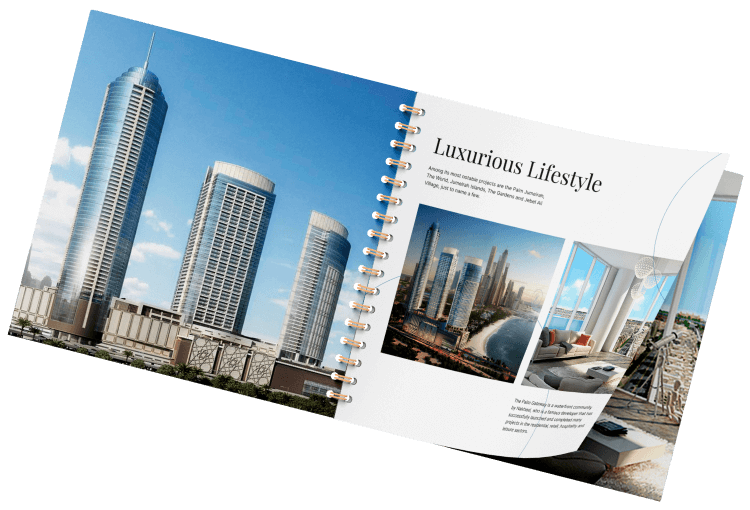 Luxurious Lifestyle
Among its most notable projects are the Palm Jumeirah,
The World, Jumeirah Islands, The Gardens and Jebel Ali
Village, just to name a few.
The Palm Gateway is a waterfront community
by Nakheel, who is a famous developer that had
successfully launched and completed many
projects in the residential, retail, hospitality, and
leisure sectors.